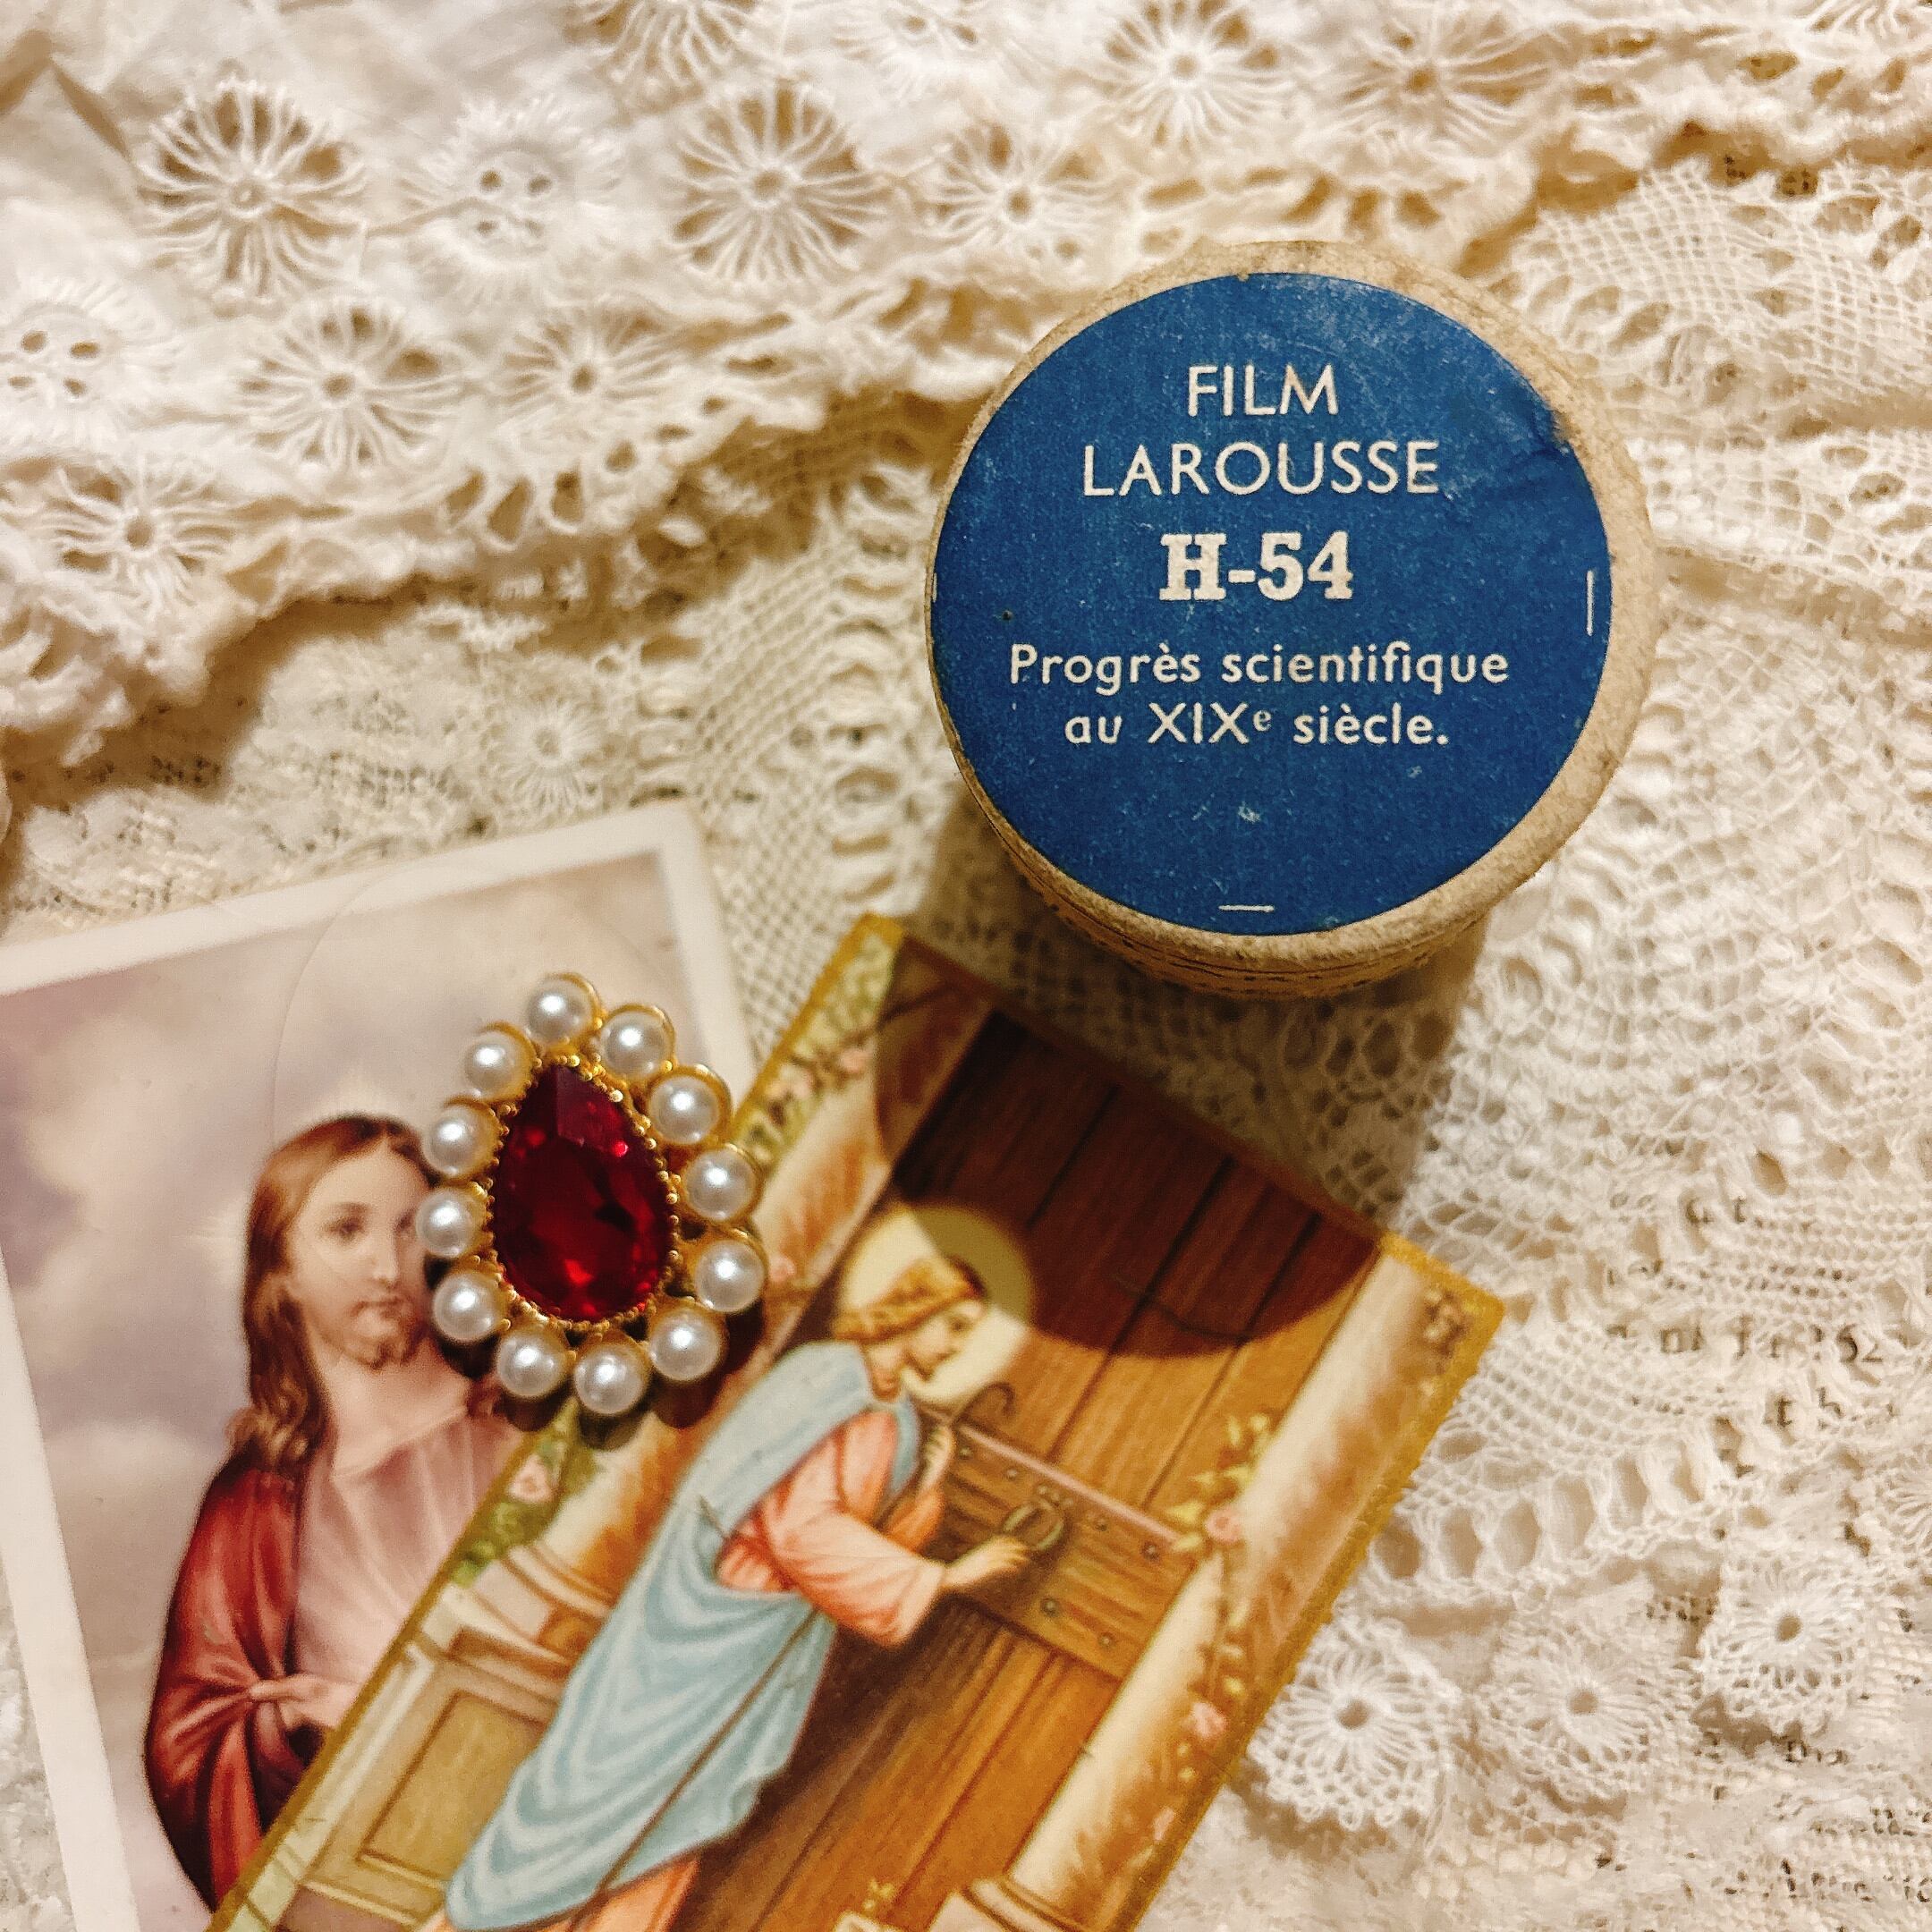 FILM
LAROUSSE
H-54
Progrès scientifique
au XIXᵉ siècle.